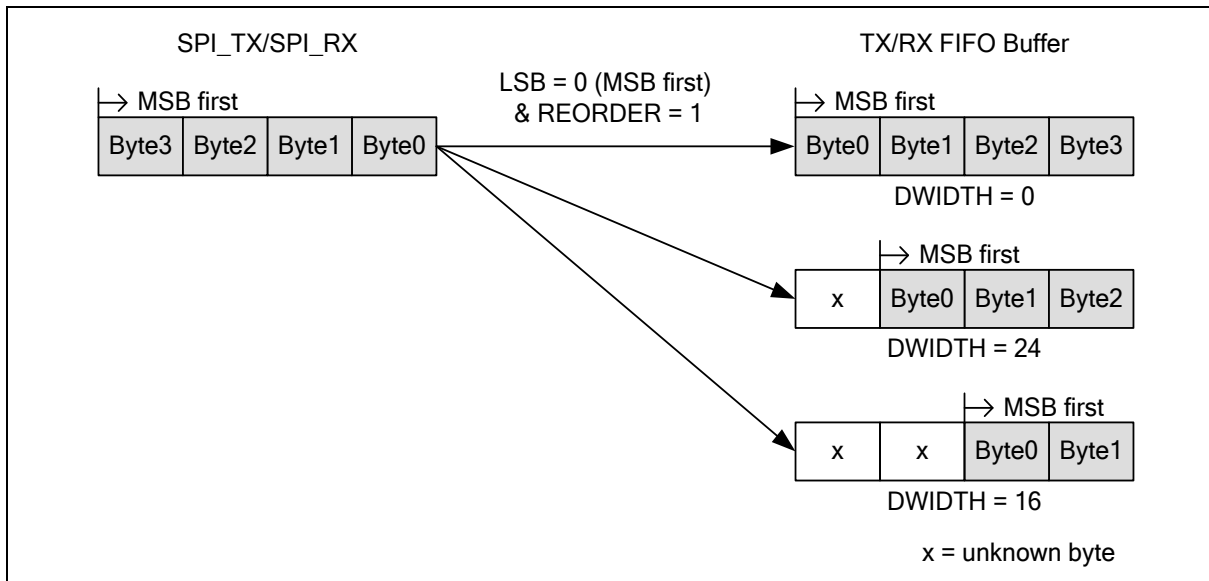 SPI_TX/SPI_RX
TX/RX FIFO Buffer
LSB = 0 (MSB first)
& REORDER = 1
MSB first
Byte3 Byte2 Byte1 Byte0
MSB first
Byte0 Byte1 Byte2 Byte3
DWIDTH = 0
MSB first
x Byte0 Byte1 Byte2
DWIDTH = 24
MSB first
x x Byte0 Byte1
DWIDTH = 16
x = unknown byte